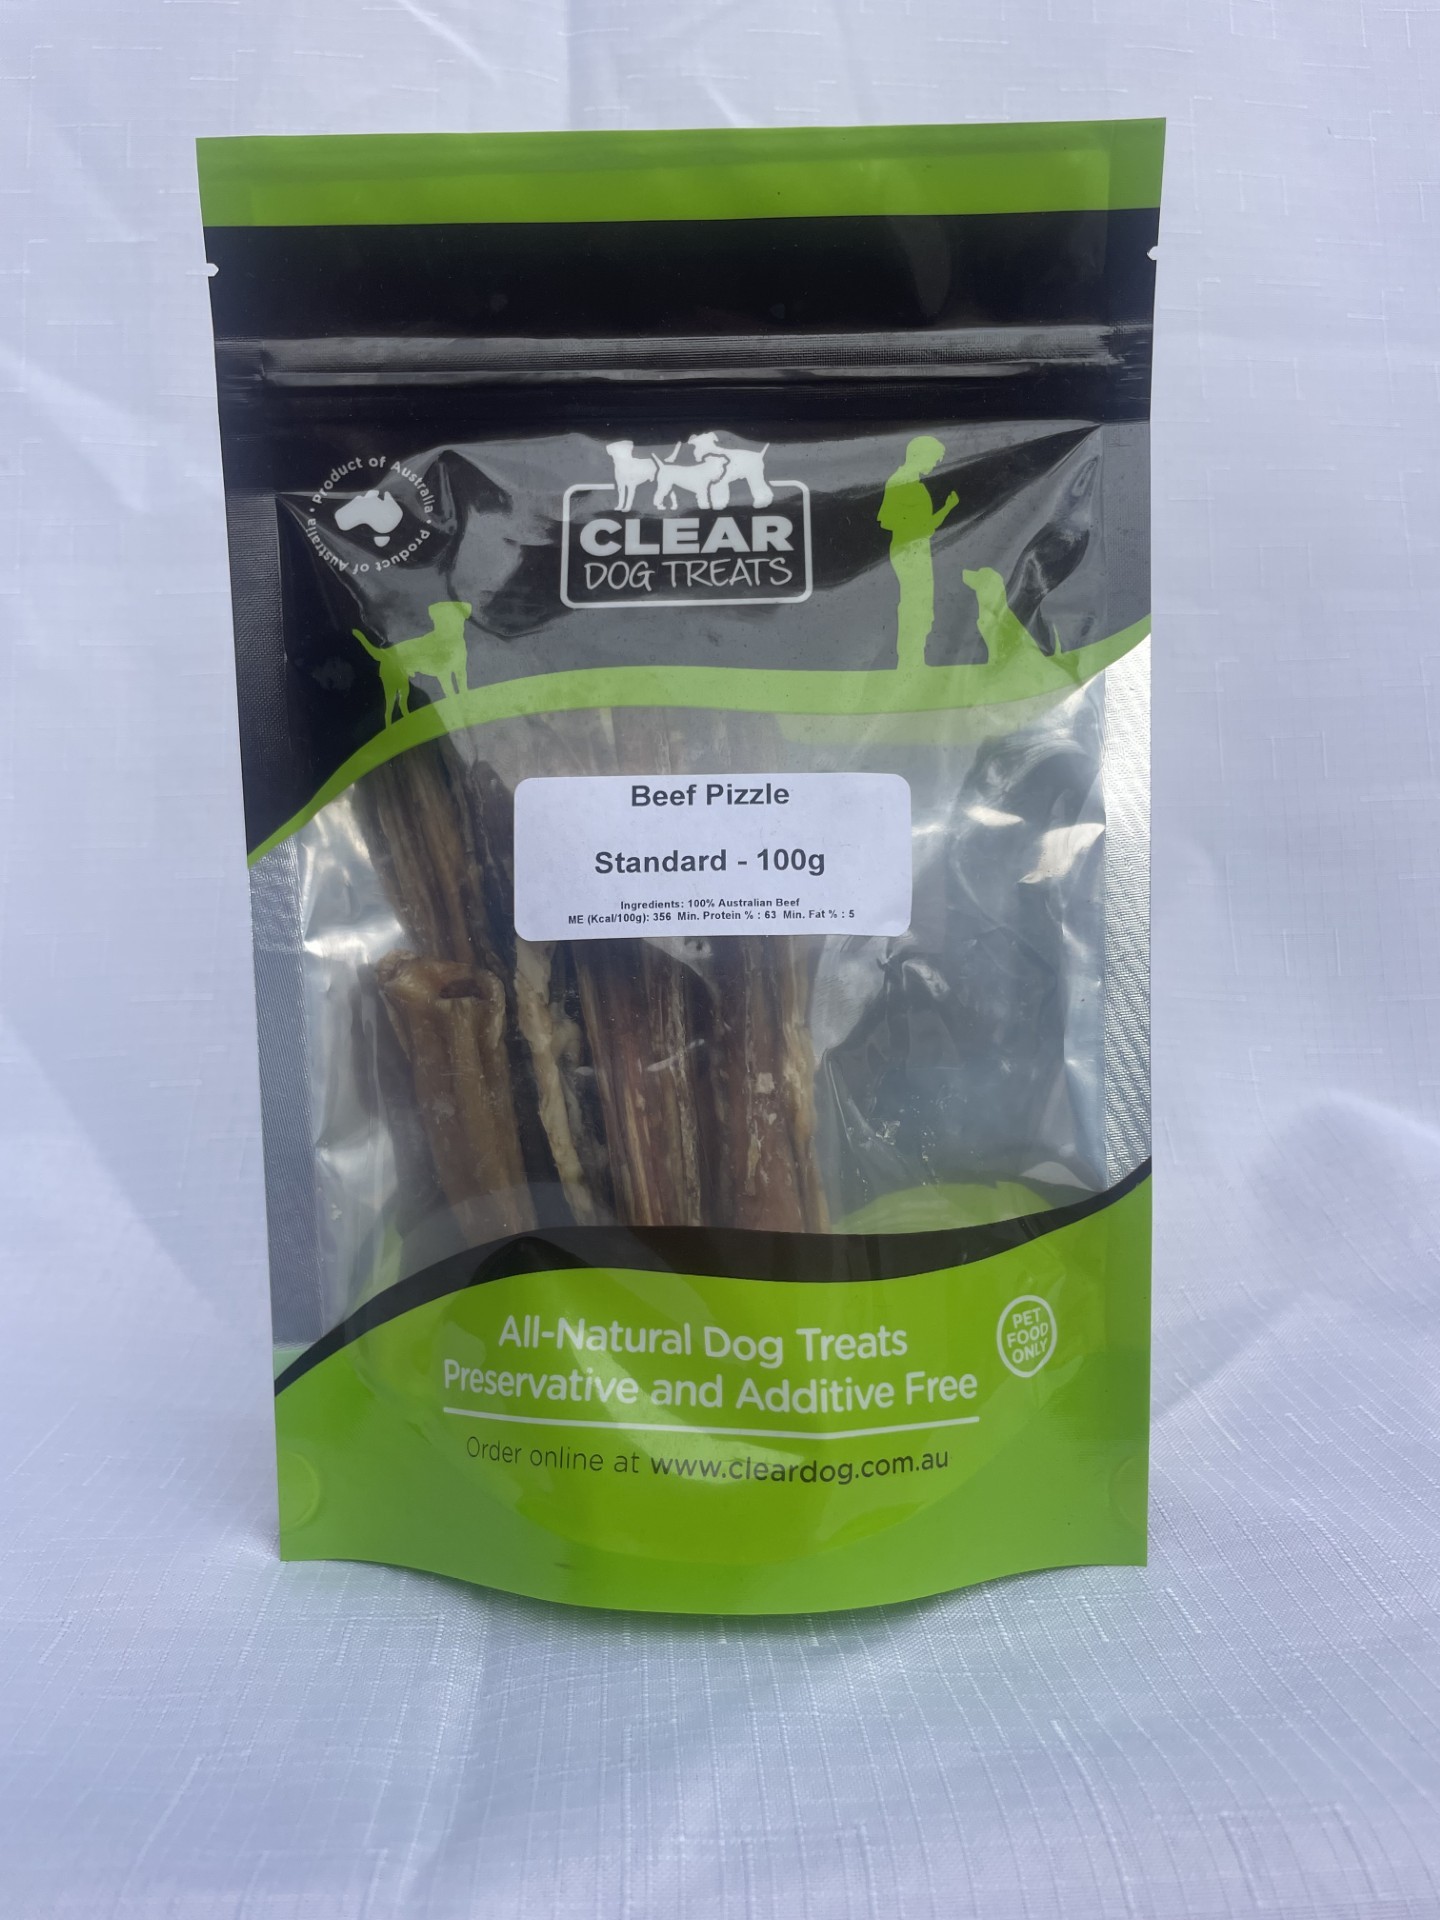 Product of Australia • Product of Australia •
CLEAR
DOG TREATS
Beef Pizzle
Standard - 100g
Ingredients: 100% Australian Beef
ME (Kcal/100g): 356 Min. Protein % : 63 Min. Fat % : 5
All-Natural Dog Treats
Preservative and Additive Free
PET
FOOD
ONLY
Order online at www.cleardog.com.au